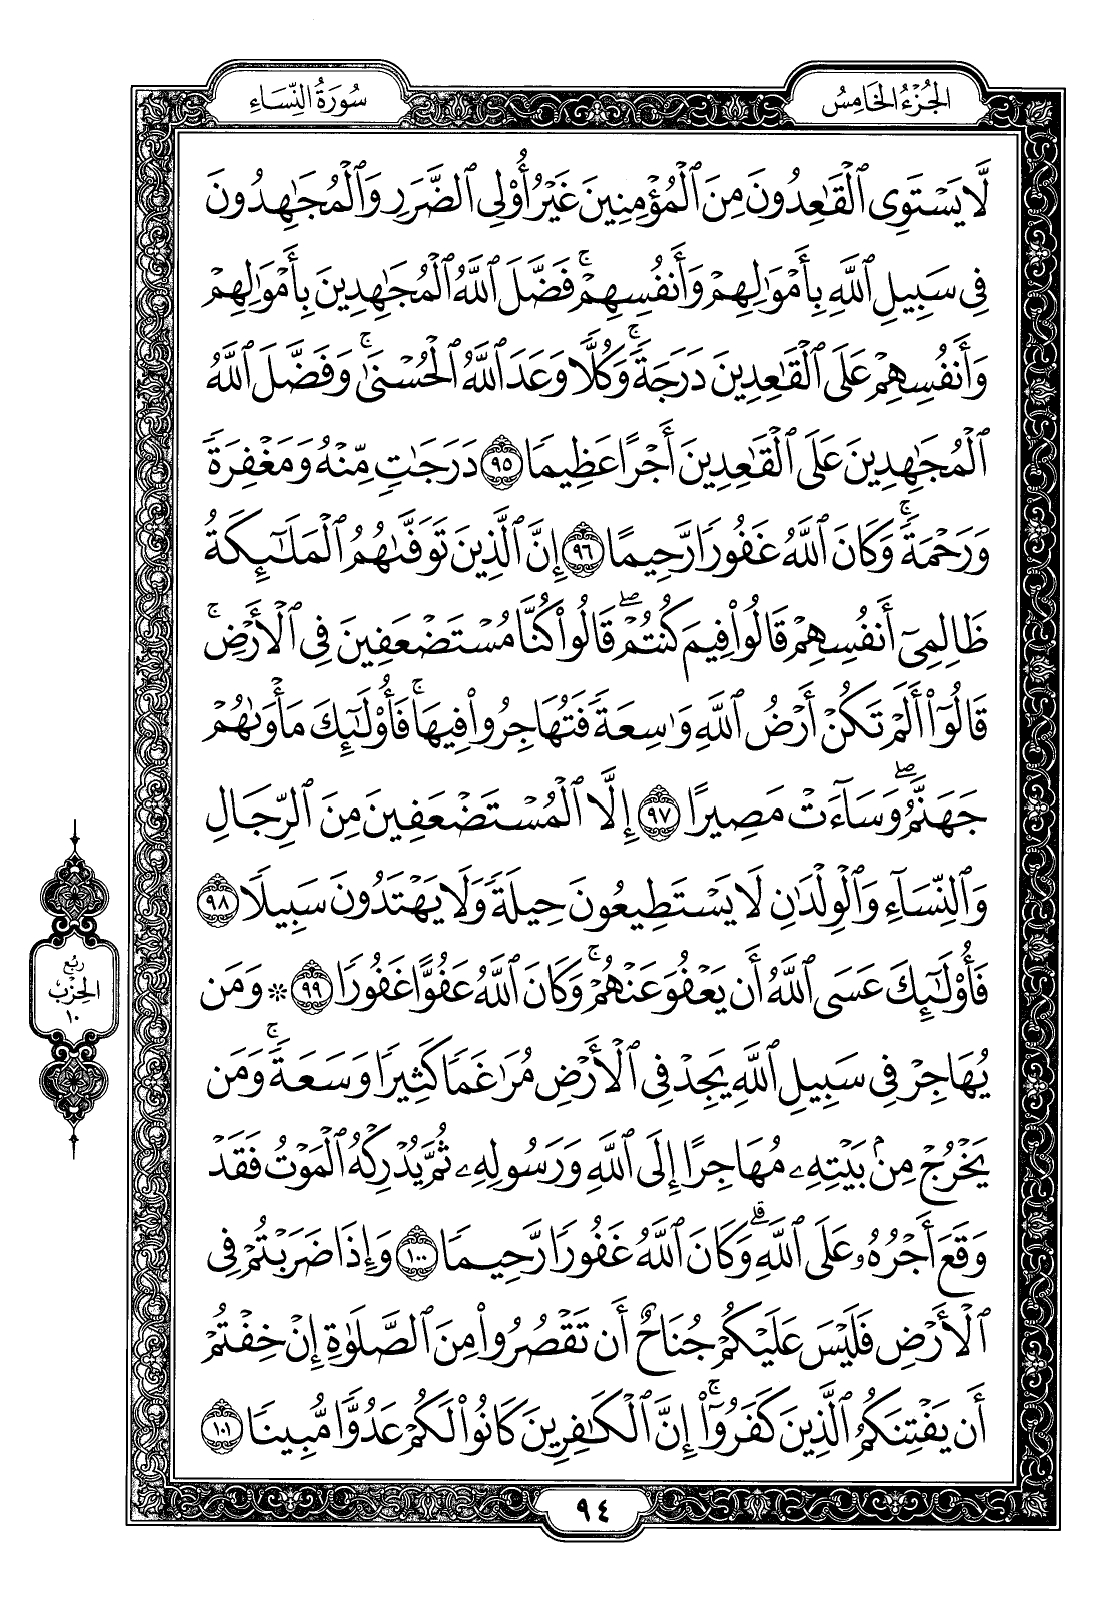 الجُزْءُ الخَامِسُ
سُورَةُ النِّسَاءِ
لَّا يَسْتَوِي ٱلْقَٰعِدُونَ مِنَ ٱلْمُؤْمِنِينَ غَيْرُ أُو۟لِي ٱلضَّرَرِ وَٱلْمُجَٰهِدُونَ
فِي سَبِيلِ ٱللَّهِ بِأَمْوَٰلِهِمْ وَأَنفُسِهِمْۚ فَضَّلَ ٱللَّهُ ٱلْمُجَٰهِدِينَ بِأَمْوَٰلِهِمْ
وَأَنفُسِهِمْ عَلَى ٱلْقَٰعِدِينَ دَرَجَةًۚ وَكُلًّا وَعَدَ ٱللَّهُ ٱلْحُسْنَىٰۚ وَفَضَّلَ ٱللَّهُ
ٱلْمُجَٰهِدِينَ عَلَى ٱلْقَٰعِدِينَ أَجْرًا عَظِيمًا ٩٥ دَرَجَٰتٍ مِّنْهُ وَمَغْفِرَةً
وَرَحْمَةًۚ وَكَانَ ٱللَّهُ غَفُورًا رَّحِيمًا ٩٦ إِنَّ ٱلَّذِينَ تَوَفَّىٰهُمُ ٱلْمَلَٰٓئِكَةُ
ظَالِمِيٓ أَنفُسِهِمْ قَالُوا۟ فِيمَ كُنتُمْۖ قَالُوا۟ كُنَّا مُسْتَضْعَفِينَ فِي ٱلْأَرْضِۚ
قَالُوٓا۟ أَلَمْ تَكُنْ أَرْضُ ٱللَّهِ وَٰسِعَةً فَتُهَاجِرُوا۟ فِيهَاۚ فَأُو۟لَٰٓئِكَ مَأْوَىٰهُمْ
جَهَنَّمُۖ وَسَآءَتْ مَصِيرًا ٩٧ إِلَّا ٱلْمُسْتَضْعَفِينَ مِنَ ٱلرِّجَالِ
وَٱلنِّسَآءِ وَٱلْوِلْدَٰنِ لَا يَسْتَطِيعُونَ حِيلَةً وَلَا يَهْتَدُونَ سَبِيلًا ٩٨
فَأُو۟لَٰٓئِكَ عَسَى ٱللَّهُ أَن يَعْفُوَ عَنْهُمْۚ وَكَانَ ٱللَّهُ عَفُوًّا غَفُورًا ٩٩ ۞ وَمَن
يُهَاجِرْ فِي سَبِيلِ ٱللَّهِ يَجِدْ فِي ٱلْأَرْضِ مُرَٰغَمًا كَثِيرًا وَسَعَةًۚ وَمَن
يَخْرُجْ مِنۢ بَيْتِهِۦ مُهَاجِرًا إِلَى ٱللَّهِ وَرَسُولِهِۦ ثُمَّ يُدْرِكْهُ ٱلْمَوْتُ فَقَدْ
وَقَعَ أَجْرُهُۥ عَلَى ٱللَّهِۗ وَكَانَ ٱللَّهُ غَفُورًا رَّحِيمًا ١٠٠ وَإِذَا ضَرَبْتُمْ فِي
ٱلْأَرْضِ فَلَيْسَ عَلَيْكُمْ جُنَاحٌ أَن تَقْصُرُوا۟ مِنَ ٱلصَّلَوٰةِ إِنْ خِفْتُمْ
أَن يَفْتِنَكُمُ ٱلَّذِينَ كَفَرُوٓا۟ۚ إِنَّ ٱلْكَٰفِرِينَ كَانُوا۟ لَكُمْ عَدُوًّا مُّبِينًا ١٠١
رُبُع
الحِزْب
١٠
٩٤